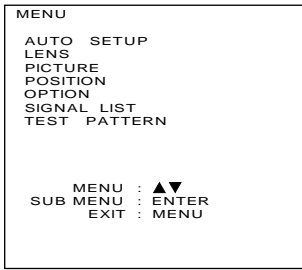 MENU
AUTO SETUP
LENS
PICTURE
POSITION
OPTION
SIGNAL LIST
TEST PATTERN
MENU : ▲▼
SUB MENU : ENTER
EXIT : MENU